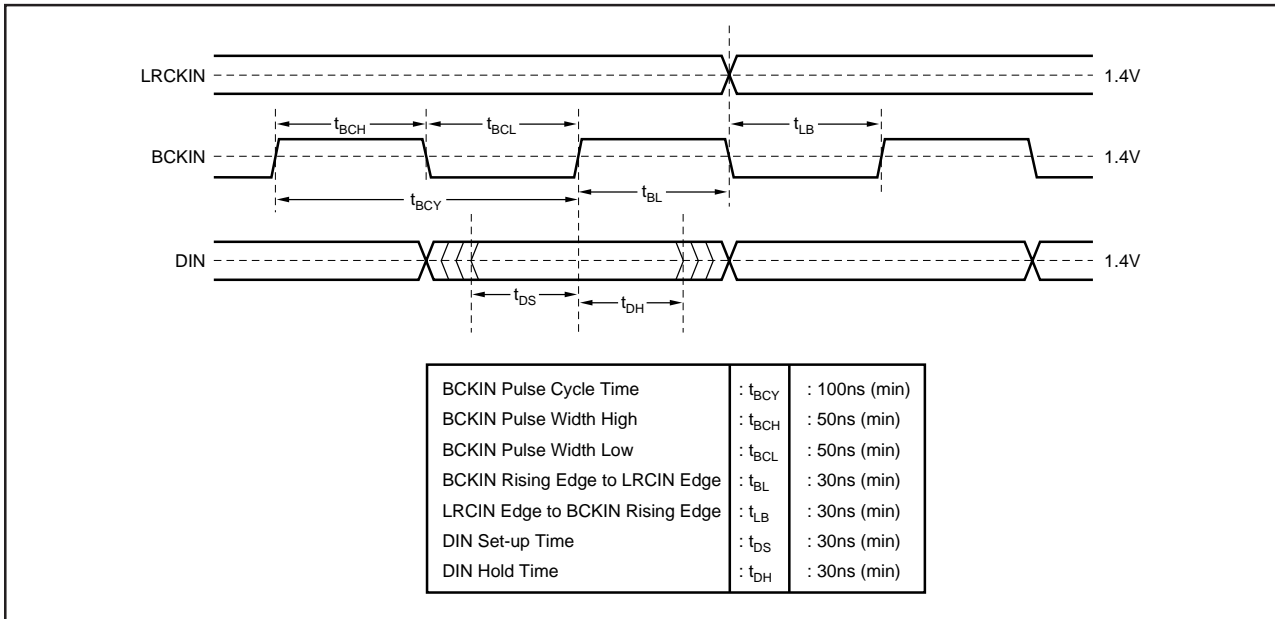 LRCKIN
1.4V
tBCH
tBCL
tLB
BCKIN
1.4V
tBCY
tBL
DIN
1.4V
tDS
tDH
BCKIN Pulse Cycle Time : tBCY : 100ns (min)
BCKIN Pulse Width High : tBCH : 50ns (min)
BCKIN Pulse Width Low : tBCL : 50ns (min)
BCKIN Rising Edge to LRCIN Edge : tBL : 30ns (min)
LRCIN Edge to BCKIN Rising Edge : tLB : 30ns (min)
DIN Set-up Time : tDS : 30ns (min)
DIN Hold Time : tDH : 30ns (min)